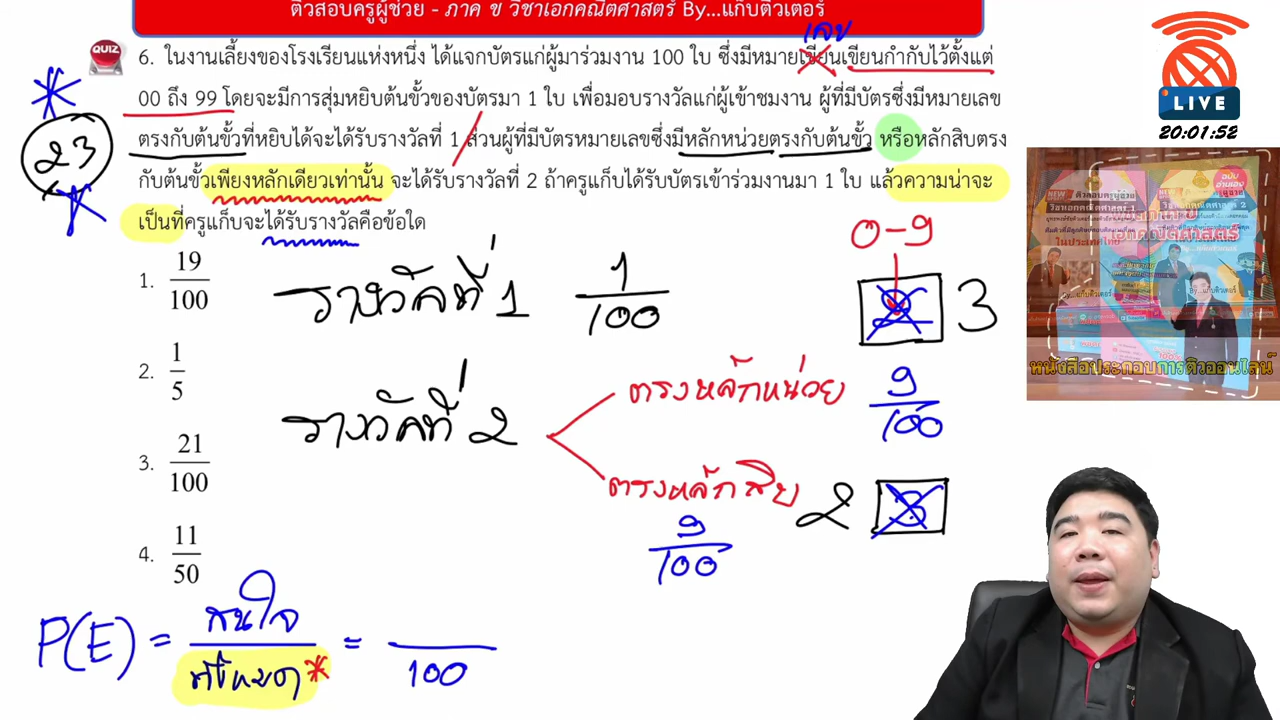 ติวสอบครูผู้ช่วย - ภาค ข วิชาเอกคณิตศาสตร์ By...แก๊บติวเตอร์
QUIZ
เลข
6. ในงานเลี้ยงของโรงเรียนแห่งหนึ่ง ได้แจกบัตรแก่ผู้มาร่วมงาน 100 ใบ ซึ่งมีหมายเขียนเขียนกำกับไว้ตั้งแต่
00 ถึง 99 โดยจะมีการสุ่มหยิบต้นขั้วของบัตรมา 1 ใบ เพื่อมอบรางวัลแก่ผู้เข้าชมงาน ผู้ที่มีบัตรซึ่งมีหมายเลข
ตรงกับต้นขั้วที่หยิบได้จะได้รับรางวัลที่ 1 ส่วนผู้ที่มีบัตรหมายเลขซึ่งมีหลักหน่วยตรงกับต้นขั้ว หรือหลักสิบตรง
กับต้นขั้วเพียงหลักเดียวเท่านั้น จะได้รับรางวัลที่ 2 ถ้าครูแก๊บได้รับบัตรเข้าร่วมงานมา 1 ใบ แล้วความน่าจะ
เป็นที่ครูแก๊บจะได้รับรางวัลคือข้อใด
23
1. 19/100
2. 1/5
3. 21/100
4. 11/50
รางวัลที่ 1 1/100
0-9
2 3
รางวัลที่ 2
ตรงหลักหน่วย 9/100
ตรงหลักสิบ 2 3
9/100
P(E) = สนใจ/ทั้งหมด* = /100
LIVE
20:01:52
หนังสือประกอบการติวออนไลน์